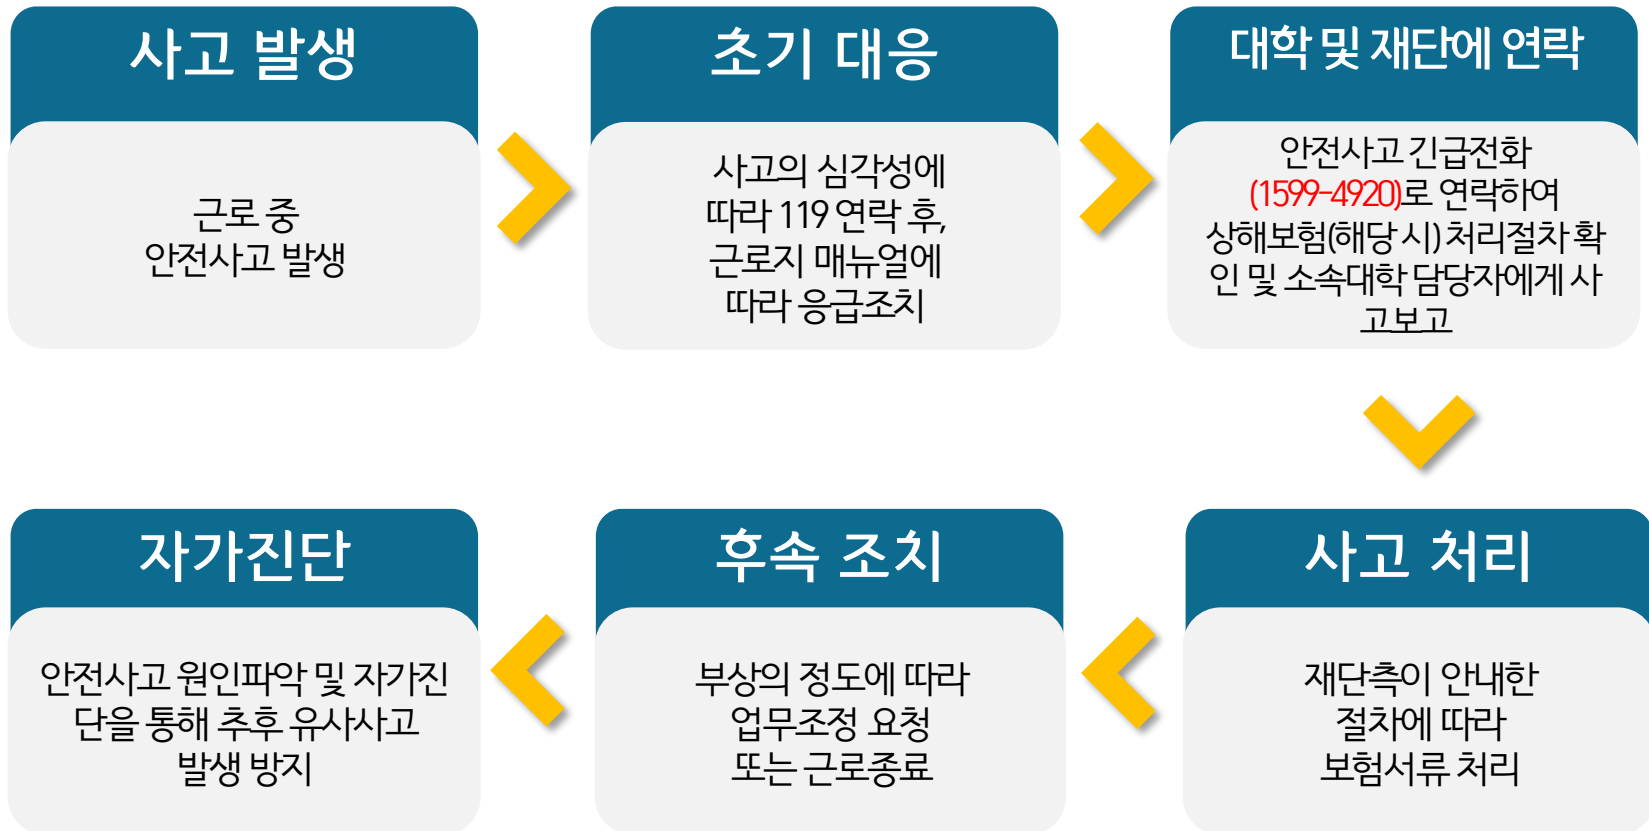 사고 발생
근로 중
안전사고 발생
초기 대응
사고의 심각성에
따라 119 연락 후,
근로지 매뉴얼에
따라 응급조치
대학 및 재단에 연락
안전사고 긴급전화
(1599-4920)로 연락하여
상해보험(해당 시) 처리절차 확
인 및 소속대학 담당자에게 사
고보고
사고 처리
재단측이 안내한
절차에 따라
보험서류 처리
후속 조치
부상의 정도에 따라
업무조정 요청
또는 근로종료
자가진단
안전사고 원인파악 및 자가진
단을 통해 추후 유사사고
발생 방지